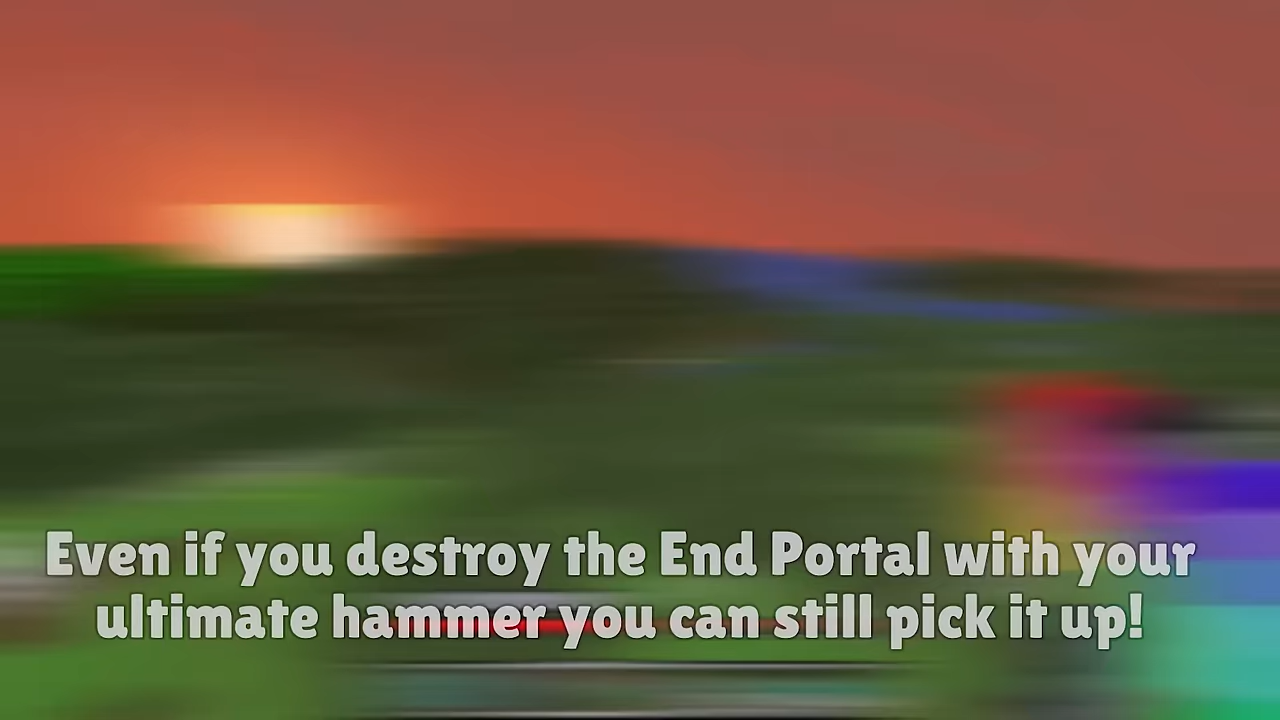 Even if you destroy the End Portal with your
ultimate hammer you can still pick it up!